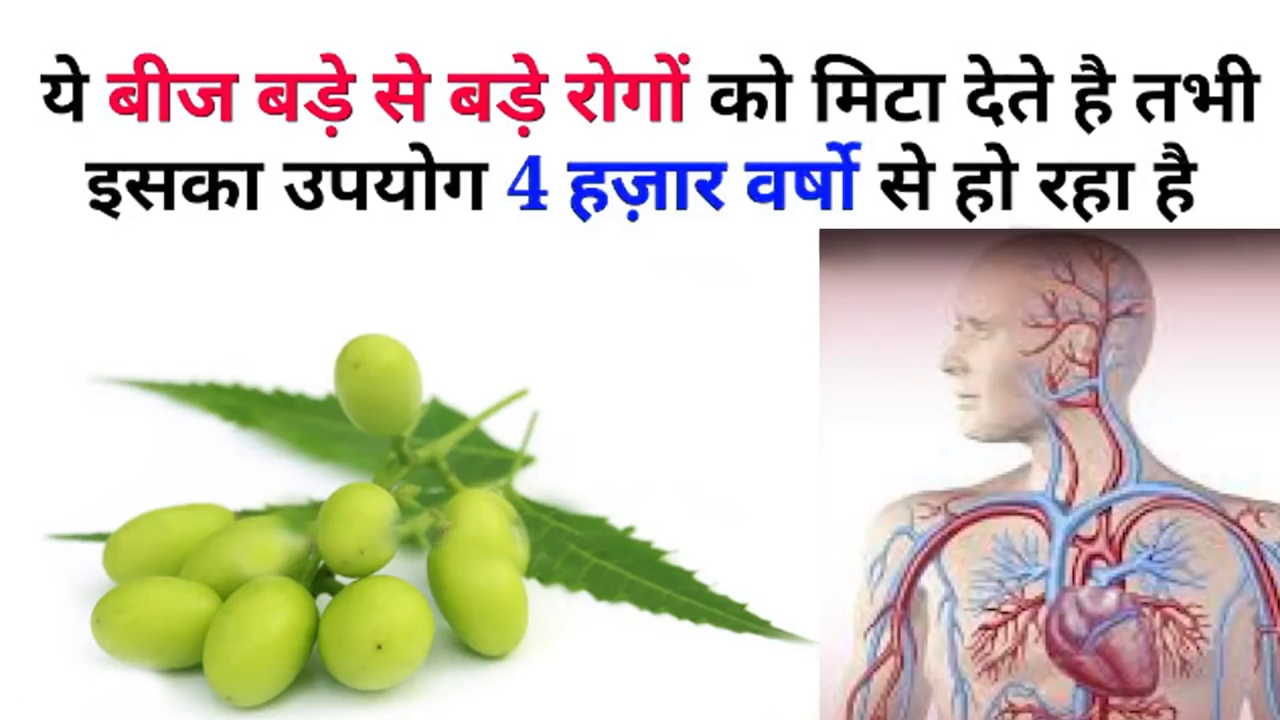 ये बीज बड़े से बड़े रोगों को मिटा देते है तभी
इसका उपयोग 4 हज़ार वर्षो से हो रहा है